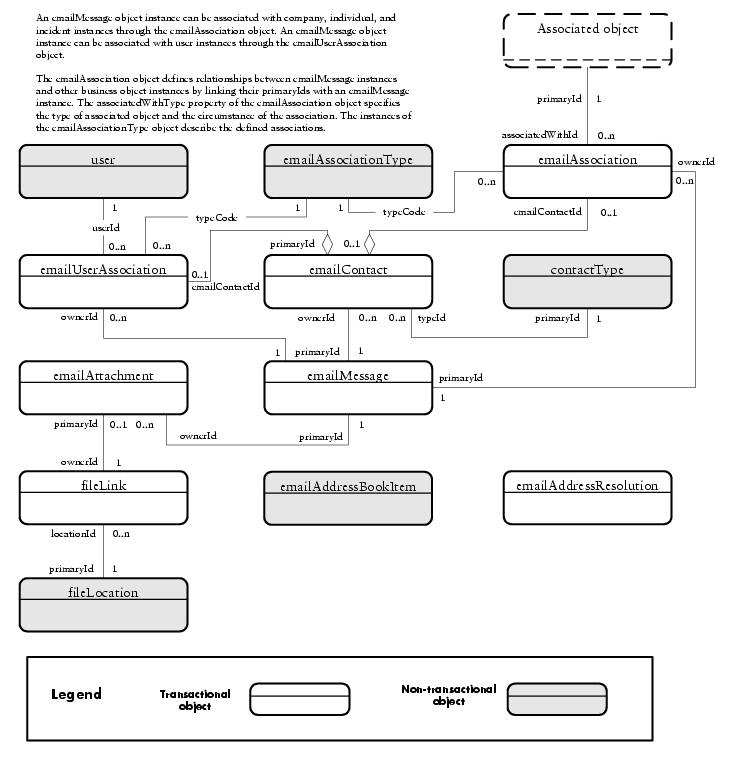 An emailMessage object instance can be associated with company, individual, and
incident instances through the emailAssociation object. An emailMessage object
instance can be associated with user instances through the emailUserAssociation
object.
The emailAssociation object defines relationships between emailMessage instances
and other business object instances by linking their primaryIds with an emailMessage
instance. The associatedWithType property of the emailAssociation object specifies
the type of associated object and the circumstance of the association. The instances of
the emailAssociationType object describe the defined associations.
Associated object
primaryId 1
associatedWithId 0..n
user
emailAssociationType
emailAssociation
ownerId
0..n
0..n
1
1
1
typeCode
typeCode
emailContactId 0..1
userId
0..n
0..n
primaryId
0..1
emailUserAssociation
0..1
emailContactId
emailContact
contactType
ownerId 0..n
ownerId 0..n
0..n typeId
primaryId 1
1
primaryId 1
emailAttachment
emailMessage
primaryId
1
primaryId 0..1
0..n
ownerId
1
primaryId
ownerId 1
fileLink
emailAddressBookItem
emailAddressResolution
locationId 0..n
primaryId 1
fileLocation
Legend
Transactional
object
Non-transactional
object